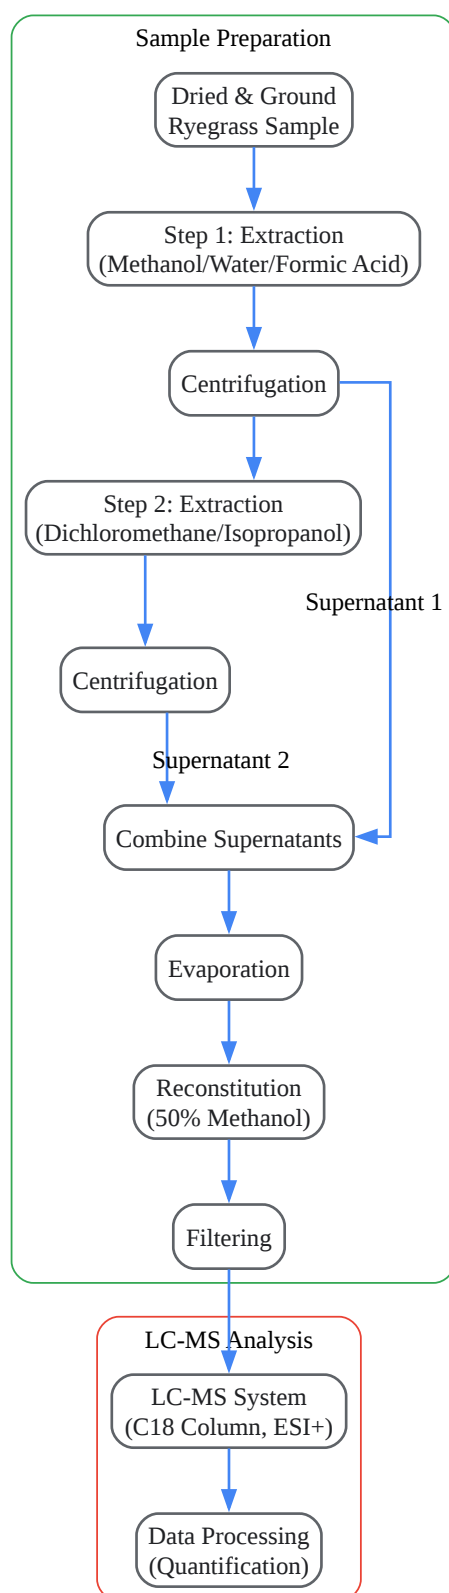 Sample Preparation
Dried & Ground
Ryegrass Sample
Step 1: Extraction
(Methanol/Water/Formic Acid)
Centrifugation
Step 2: Extraction
(Dichloromethane/Isopropanol)
Supernatant 1
Centrifugation
Supernatant 2
Combine Supernatants
Evaporation
Reconstitution
(50% Methanol)
Filtering
LC-MS Analysis
LC-MS System
(C18 Column, ESI+)
Data Processing
(Quantification)